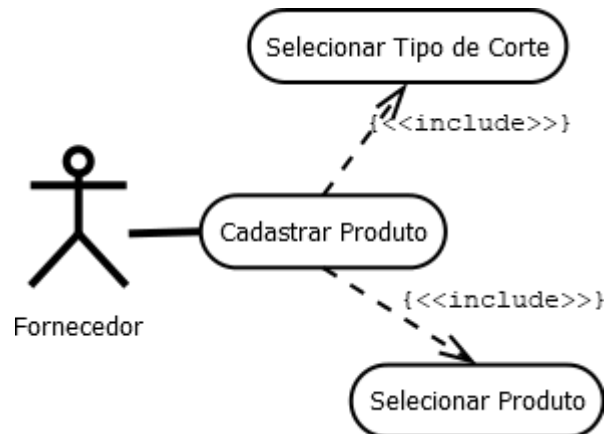 Selecionar Tipo de Corte
{<<include>>}
Cadastrar Produto
{<<include>>}
Fornecedor
Selecionar Produto